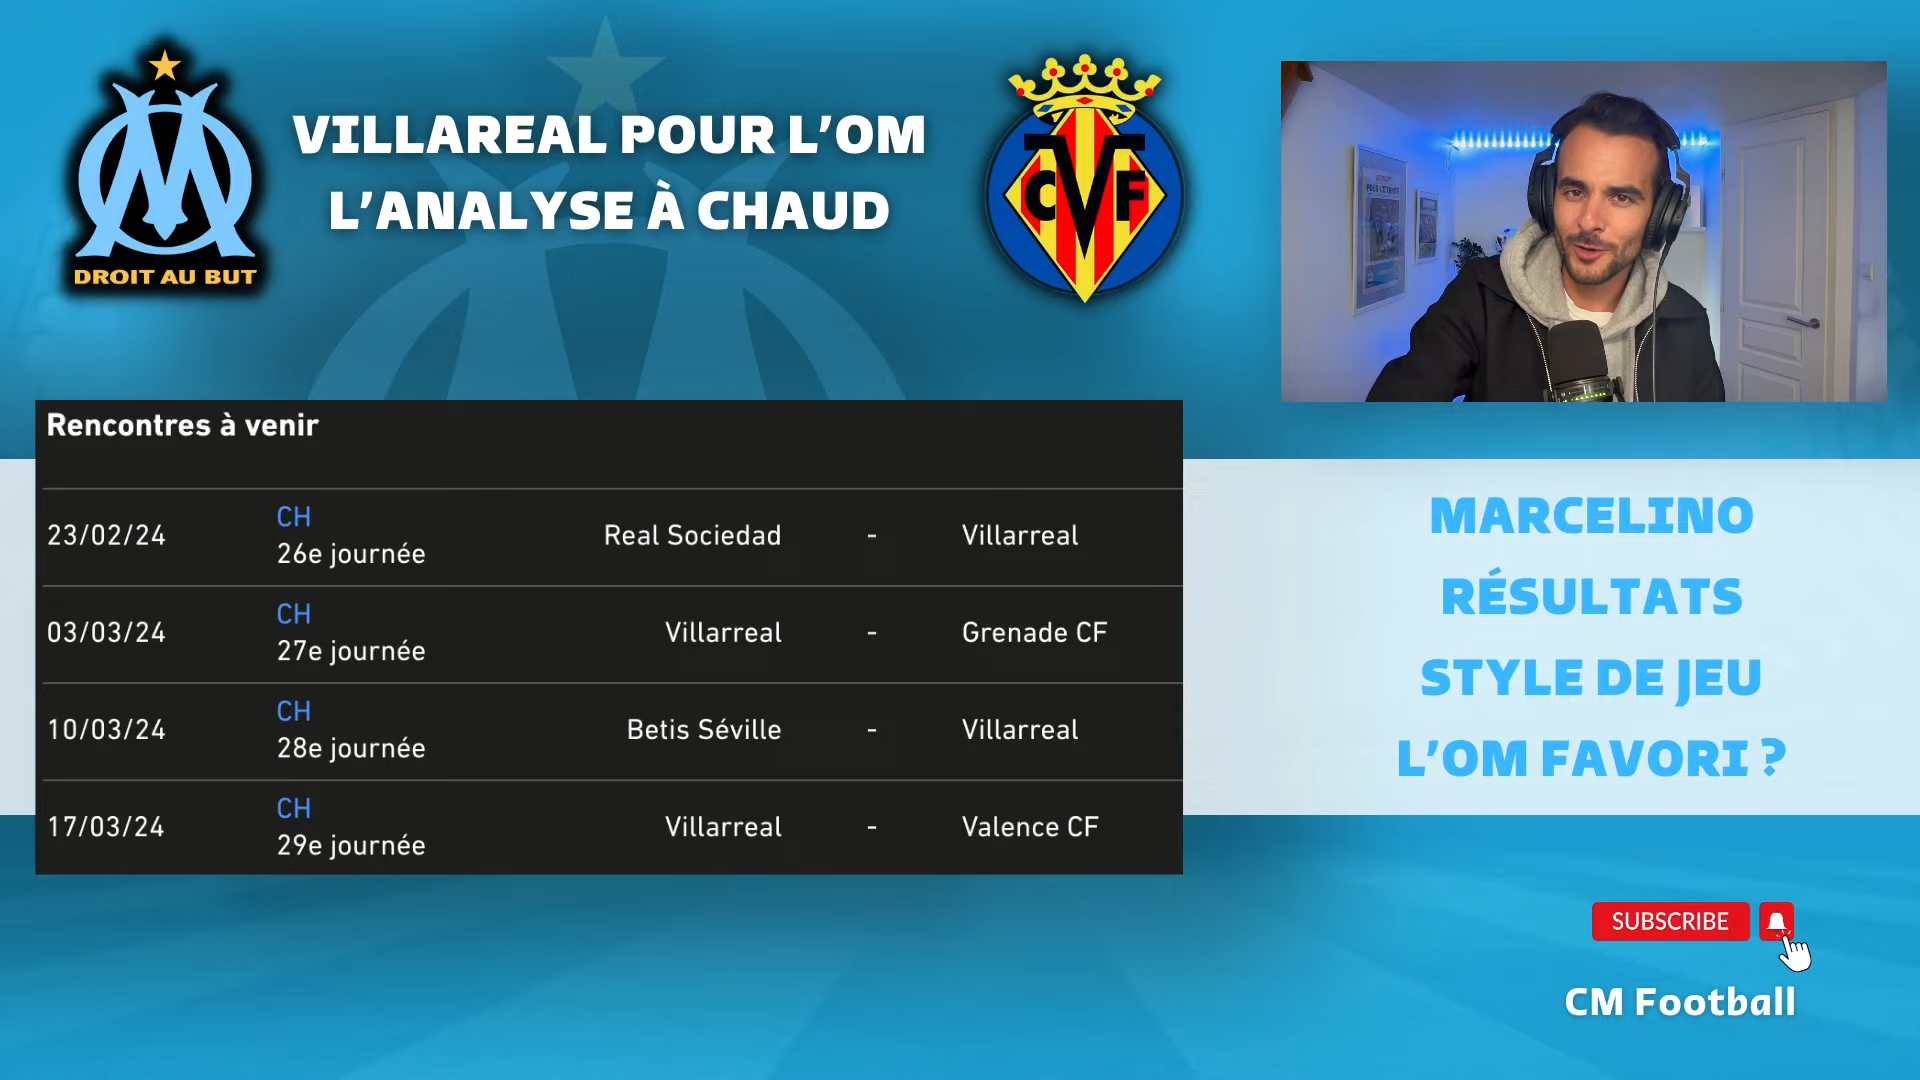 DROIT AU BUT
VILLAREAL POUR L'OM
L'ANALYSE À CHAUD
CVF
POUR L'ÉTERNITÉ
Rencontres à venir
23/02/24 CH 26e journée Real Sociedad - Villarreal
03/03/24 CH 27e journée Villarreal - Grenade CF
10/03/24 CH 28e journée Betis Séville - Villarreal
17/03/24 CH 29e journée Villarreal - Valence CF
MARCELINO
RÉSULTATS
STYLE DE JEU
L'OM FAVORI ?
SUBSCRIBE
CM Football